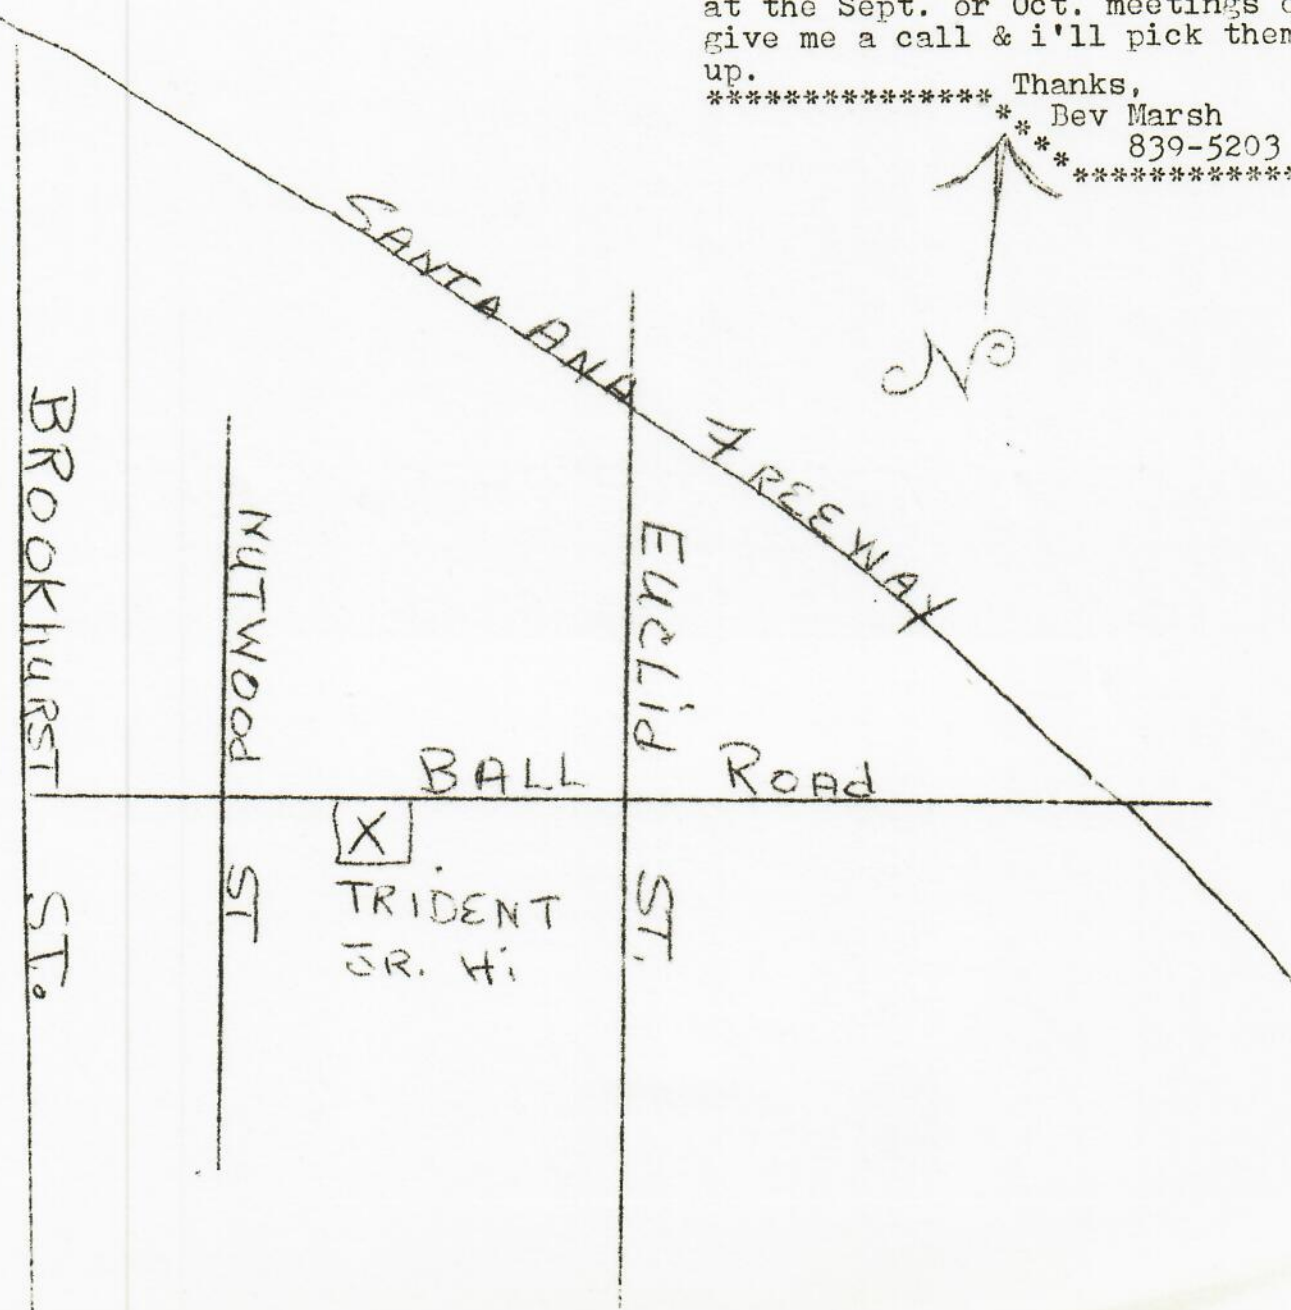 at the Sept. or Oct. meetings
give me a call & i'll pick them
up.
*************** Thanks,
* Bev Marsh
* 839-5203
************
N
SANTA ANA FREEWAY
BROOKhURST ST.
NUTWOOd ST
EUCLid ST.
BALL ROAd
X
TRIDENT
JR. Hi